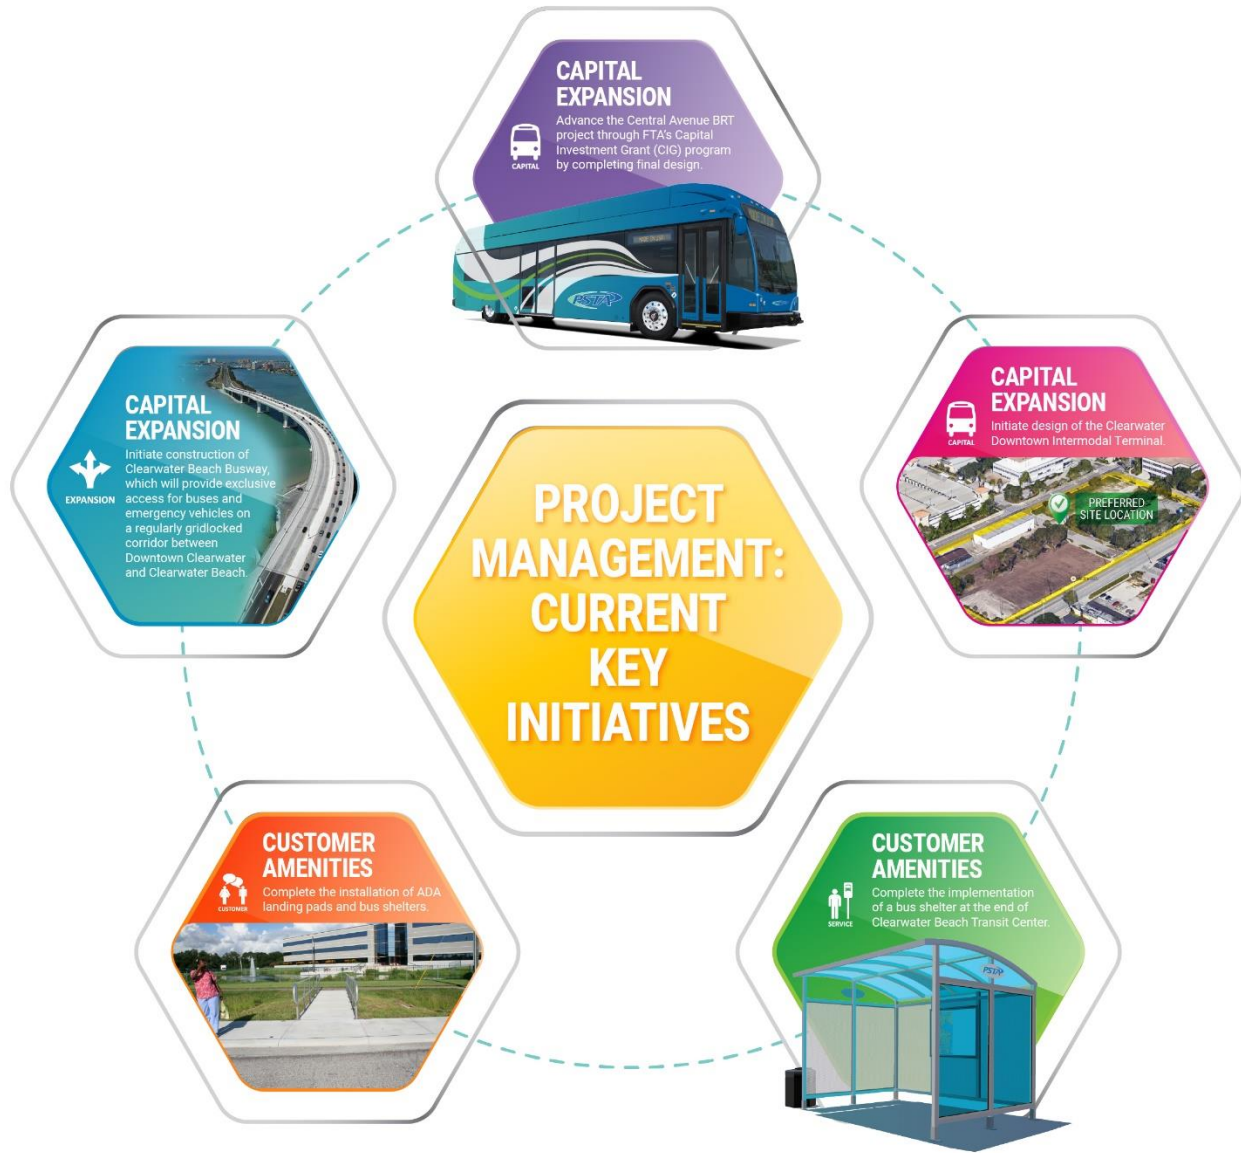 CAPITAL
EXPANSION
Advance the Central Avenue BRT
project through FTA's Capital
Investment Grant (CIG) program
by completing final design.
CAPITAL
PSTA
CAPITAL
EXPANSION
Initiate design of the Clearwater
Downtown Intermodal Terminal.
CAPITAL
PREFERRED
SITE LOCATION
CAPITAL
EXPANSION
Initiate construction of
Clearwater Beach Busway,
which will provide exclusive
access for buses and
emergency vehicles on
a regularly gridlocked
corridor between
Downtown Clearwater
and Clearwater Beach.
EXPANSION
PROJECT
MANAGEMENT:
CURRENT
KEY
INITIATIVES
CUSTOMER
AMENITIES
Complete the installation of ADA
landing pads and bus shelters.
CUSTOMER
CUSTOMER
AMENITIES
Complete the implementation
of a bus shelter at the end of
Clearwater Beach Transit Center.
SERVICE
PSTA